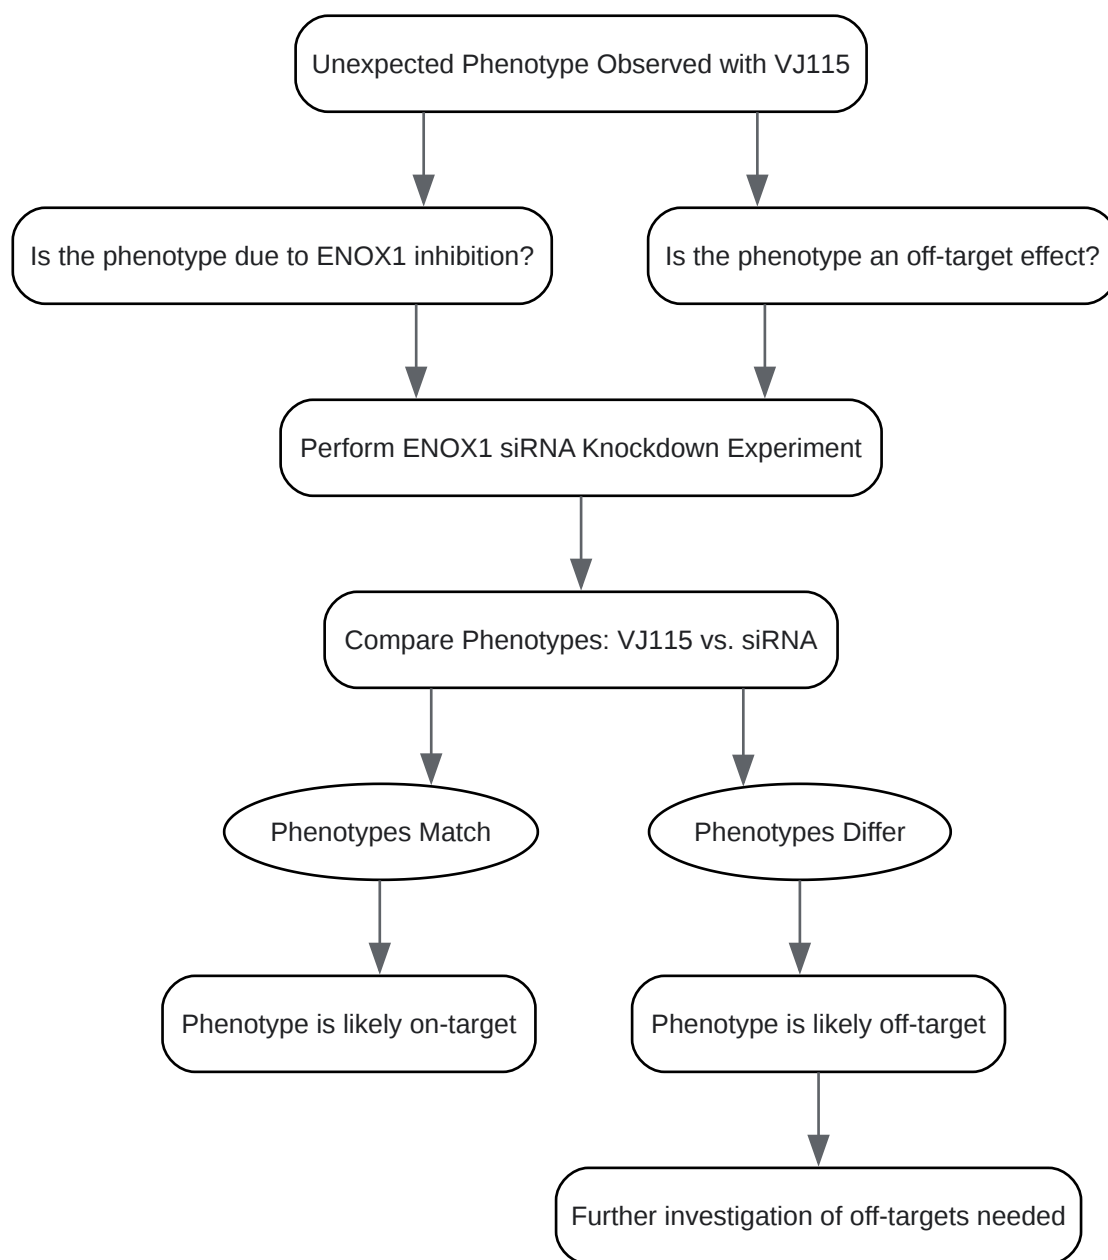 Unexpected Phenotype Observed with VJ115
Is the phenotype due to ENOX1 inhibition?
Is the phenotype an off-target effect?
Perform ENOX1 siRNA Knockdown Experiment
Compare Phenotypes: VJ115 vs. siRNA
Phenotypes Match
Phenotypes Differ
Phenotype is likely on-target
Phenotype is likely off-target
Further investigation of off-targets needed